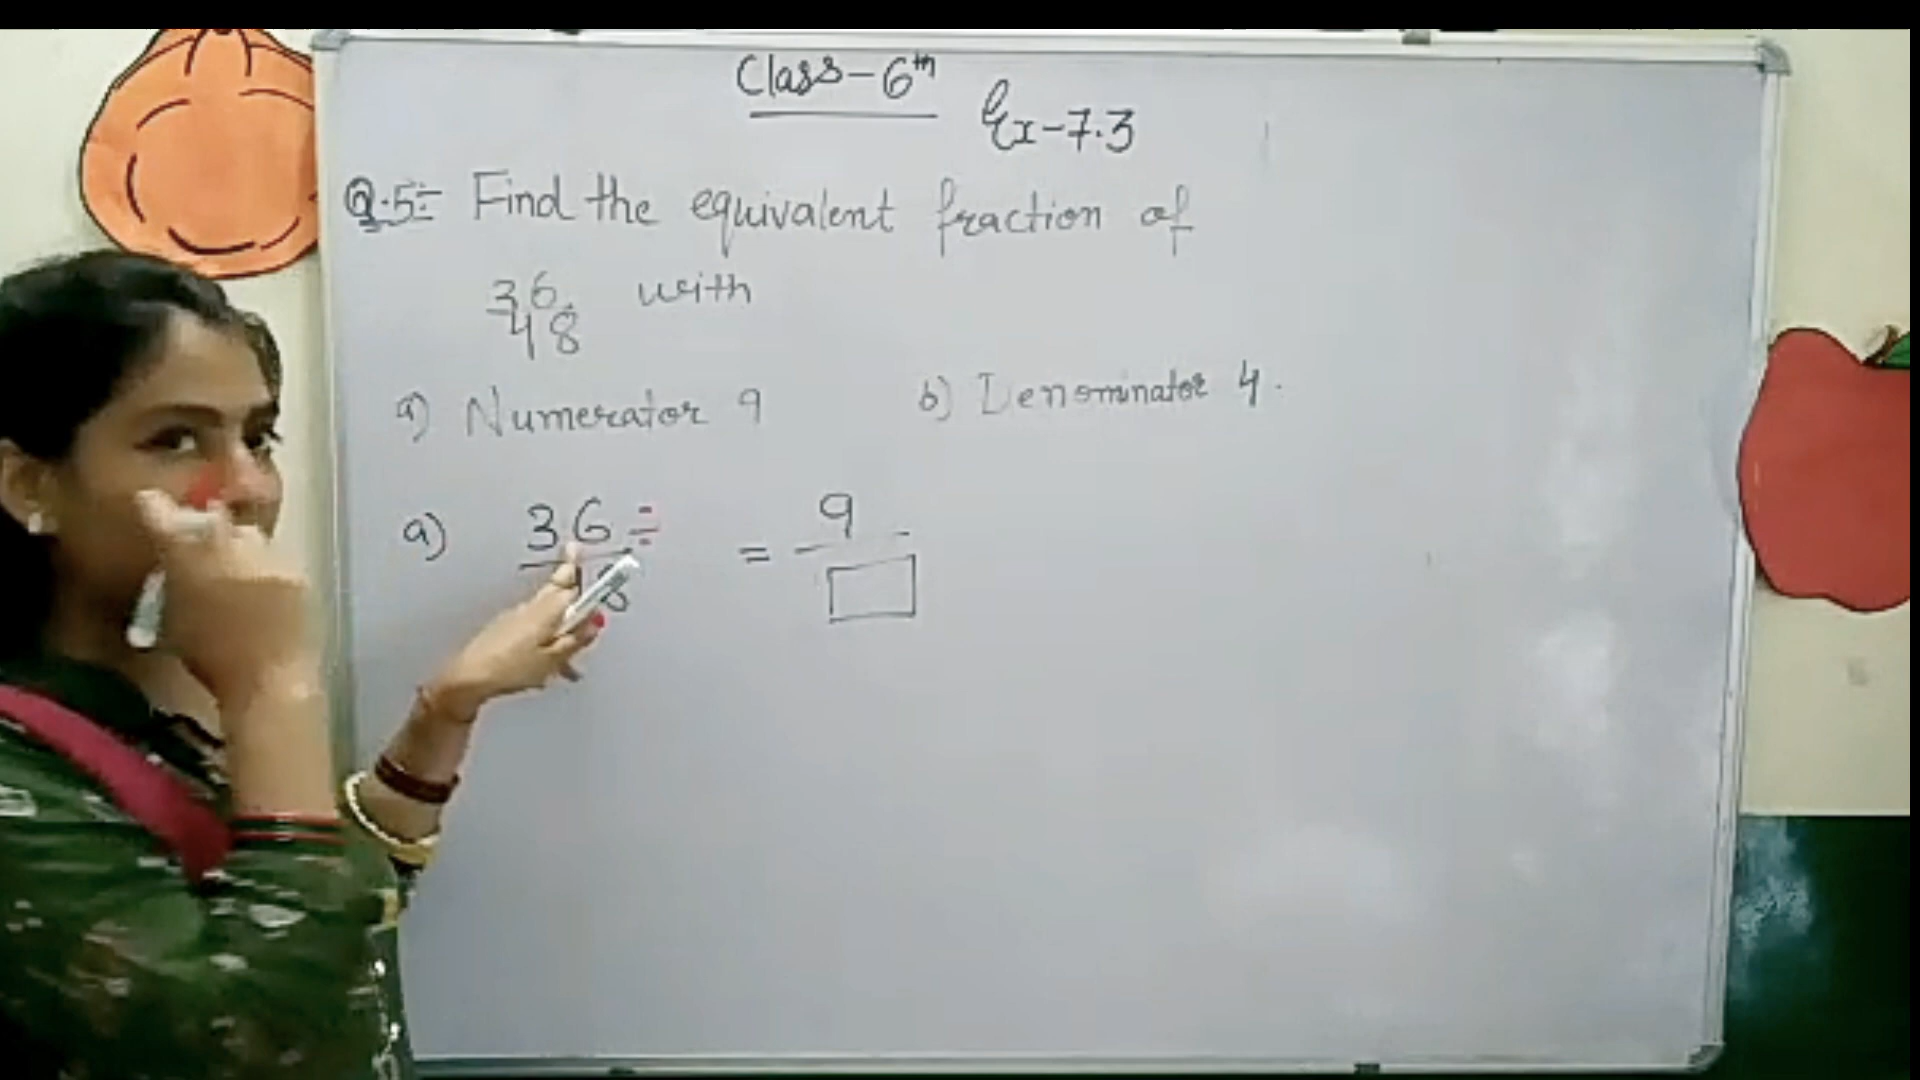 Class-6th
Ex-7.3
Q.5÷ Find the equivalent fraction of
36 with
48
a) Numerator 9 b) Denominator 4.
a) 36÷ = 9
48